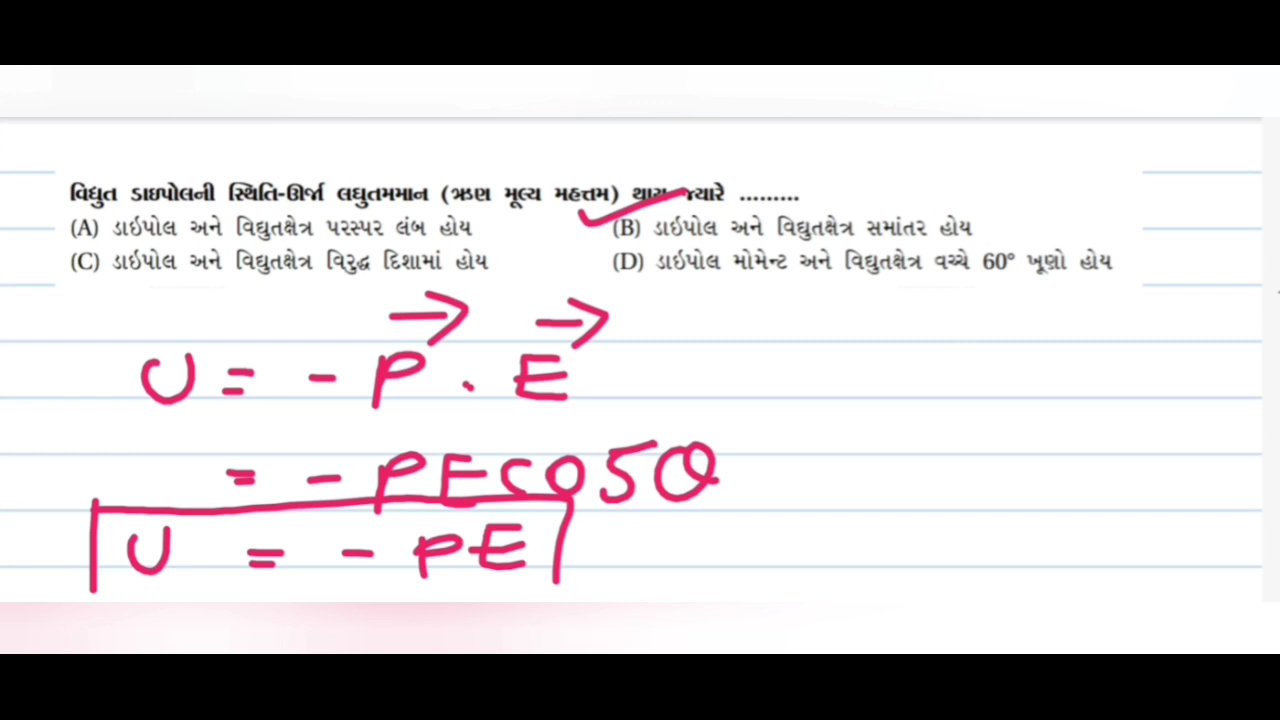 વિદ્યુત ડાઇપોલની સ્થિતિ-ઊર્જા લઘુતમમાન (ઋણ મૂલ્ય મહત્તમ) થાય જ્યારે .........
(A) ડાઇપોલ અને વિદ્યુતક્ષેત્ર પરસ્પર લંબ હોય (B) ડાઇપોલ અને વિદ્યુતક્ષેત્ર સમાંતર હોય
(C) ડાઇપોલ અને વિદ્યુતક્ષેત્ર વિરુદ્ધ દિશામાં હોય (D) ડાઇપોલ મોમેન્ટ અને વિદ્યુતક્ષેત્ર વચ્ચે 60° ખૂણો હોય
U = - P⃗ . E⃗
= - PECOSθ
U = - PE